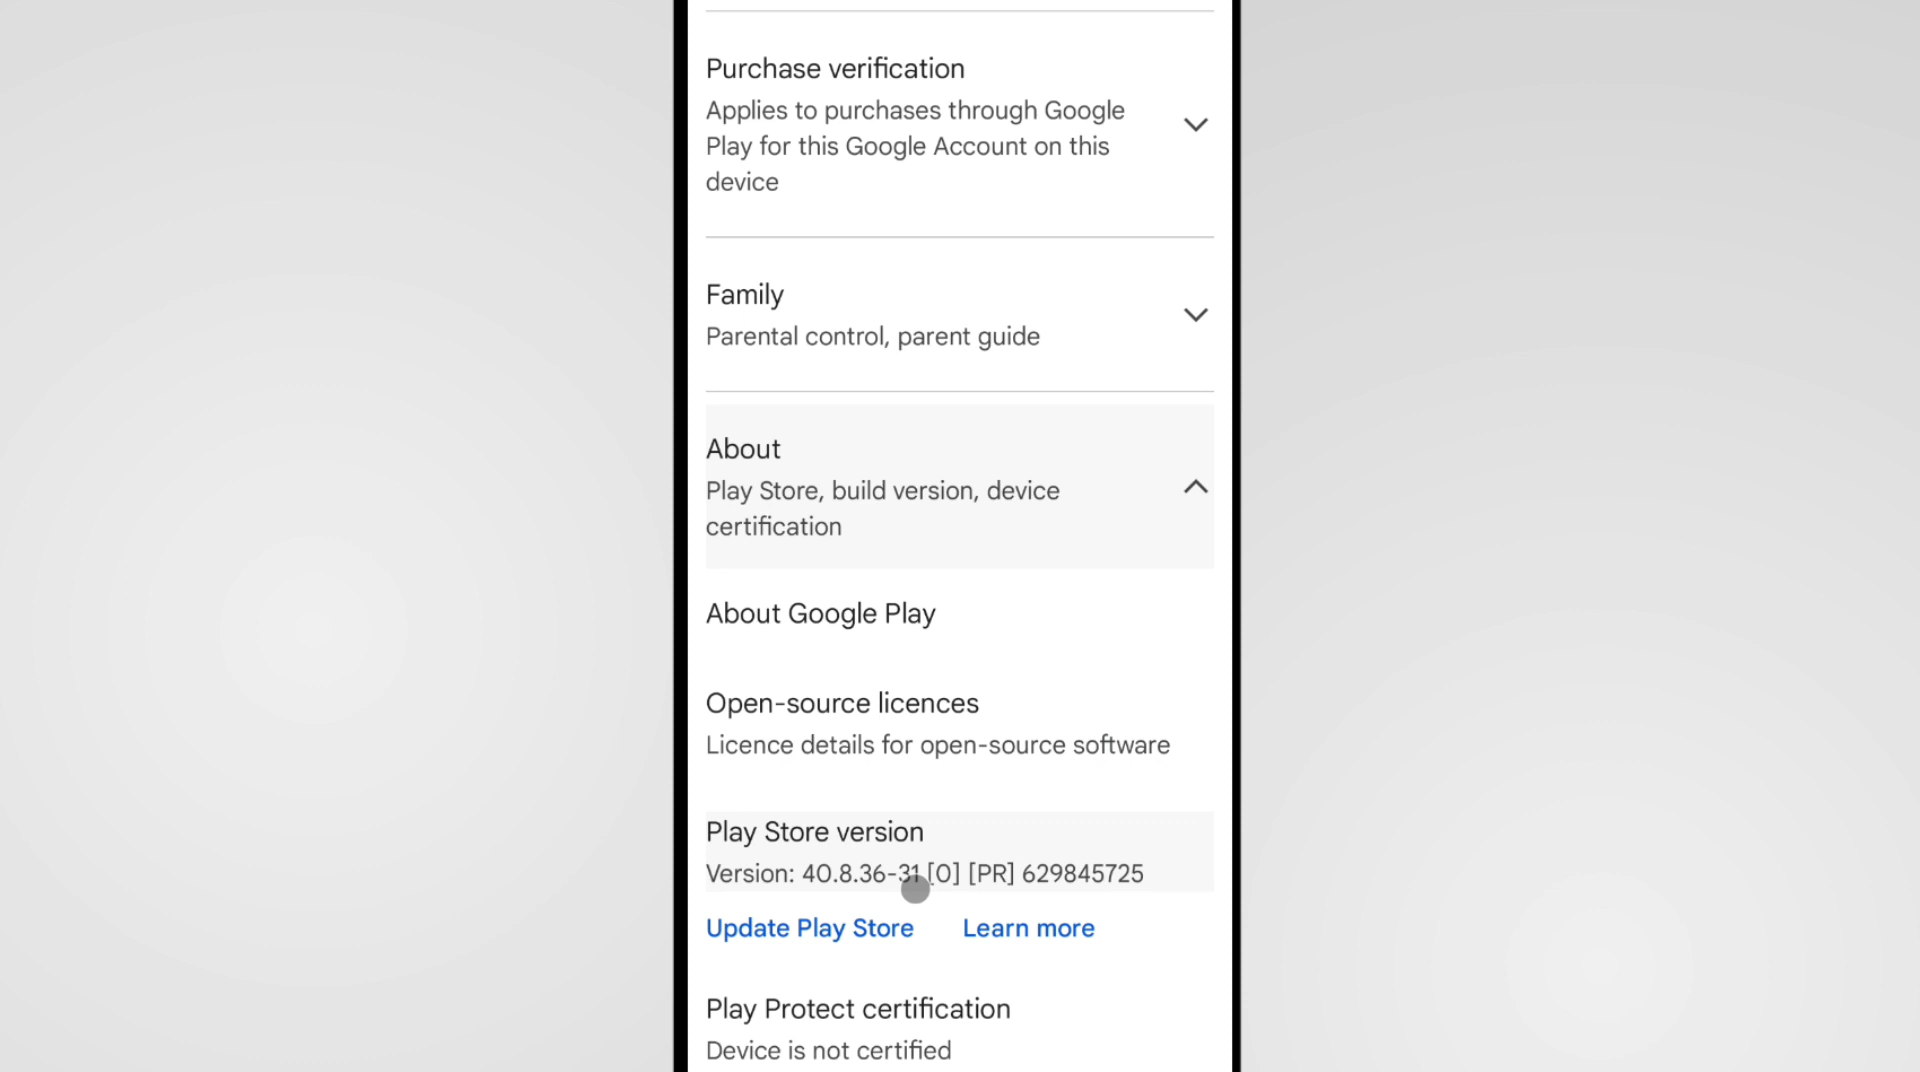 Purchase verification
Applies to purchases through Google
Play for this Google Account on this
device
Family
Parental control, parent guide
About
Play Store, build version, device
certification
About Google Play
Open-source licences
Licence details for open-source software
Play Store version
Version: 40.8.36-31 [0] [PR] 629845725
Update Play Store Learn more
Play Protect certification
Device is not certified